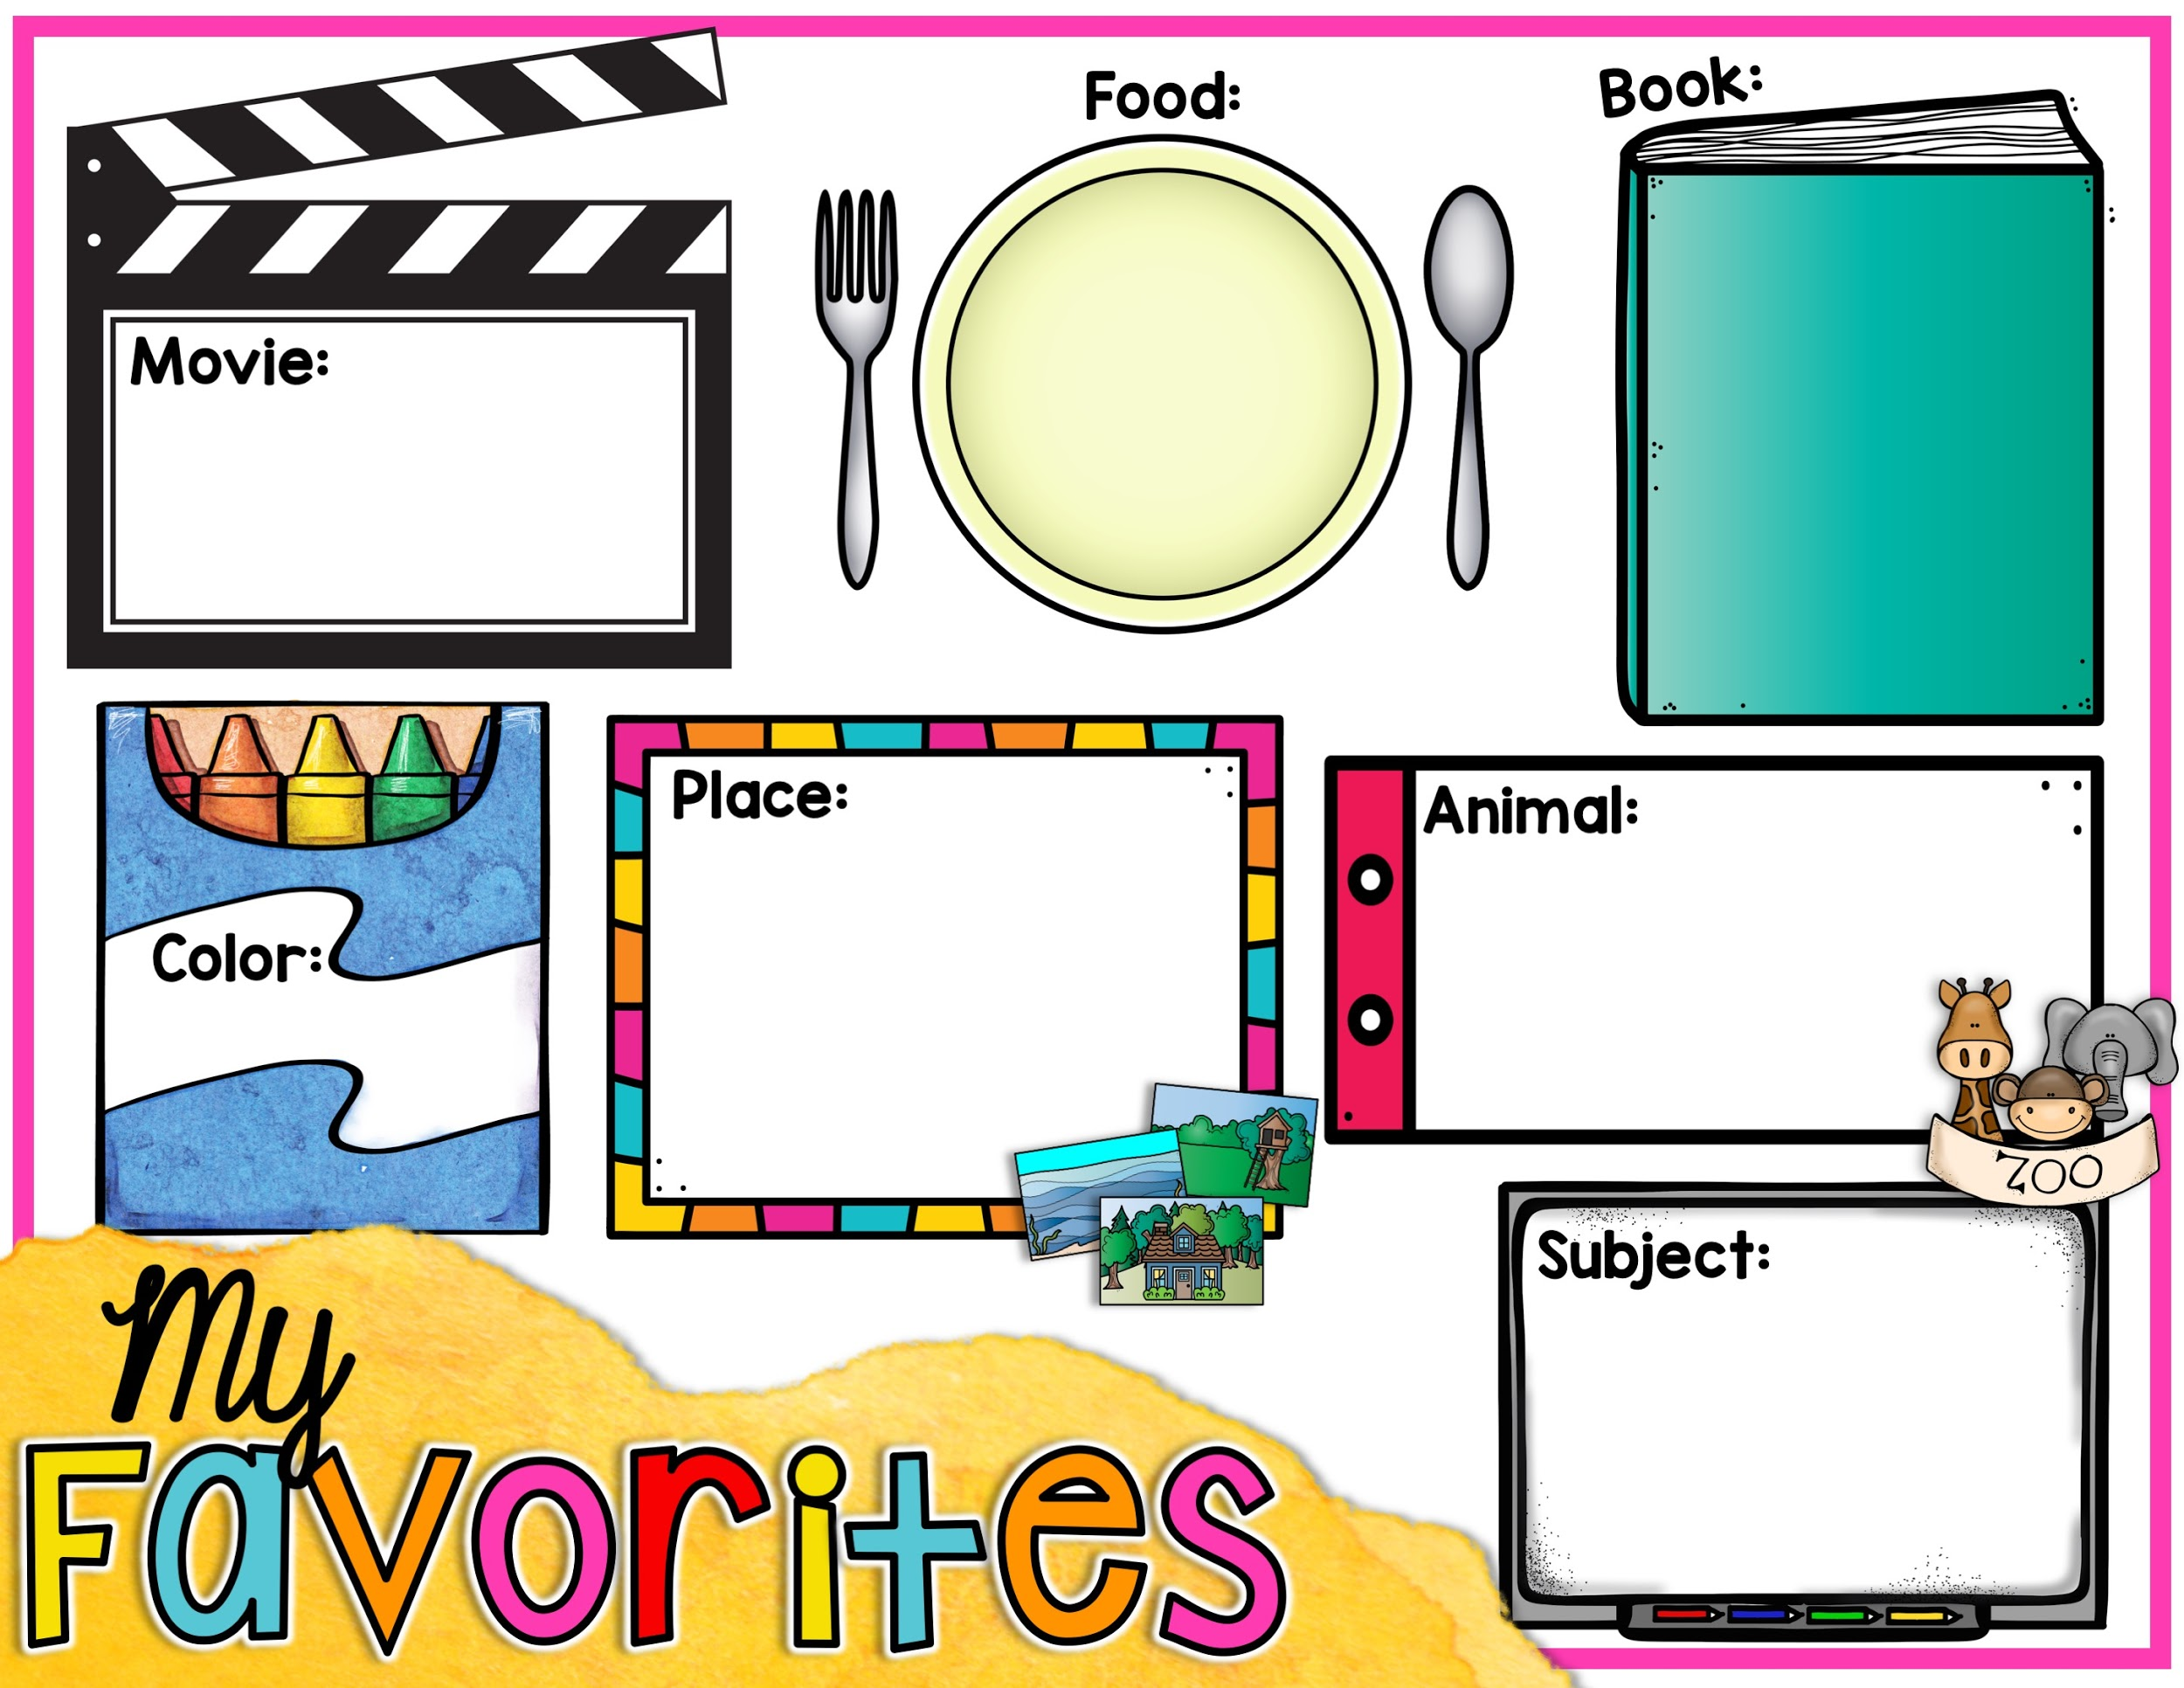 Food:
Book:
Movie:
Place:
Animal:
Color:
ZOO
Subject:
My
Favorites